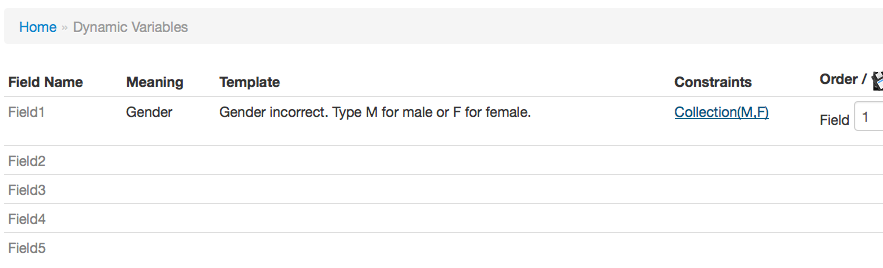 Home » Dynamic Variables
Field Name Meaning Template Constraints Order /
Field1 Gender Gender incorrect. Type M for male or F for female. Collection(M,F) Field 1
Field2
Field3
Field4
Field5